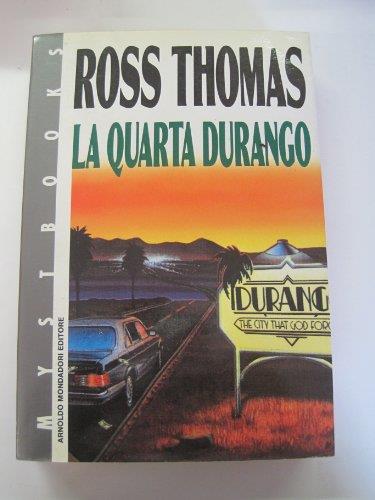 ROSS THOMAS
LA QUARTA DURANGO
MYSTBOOKS
ARNOLDO MONDADORI EDITORE
DURANG
THE CITY THAT GOD FORG